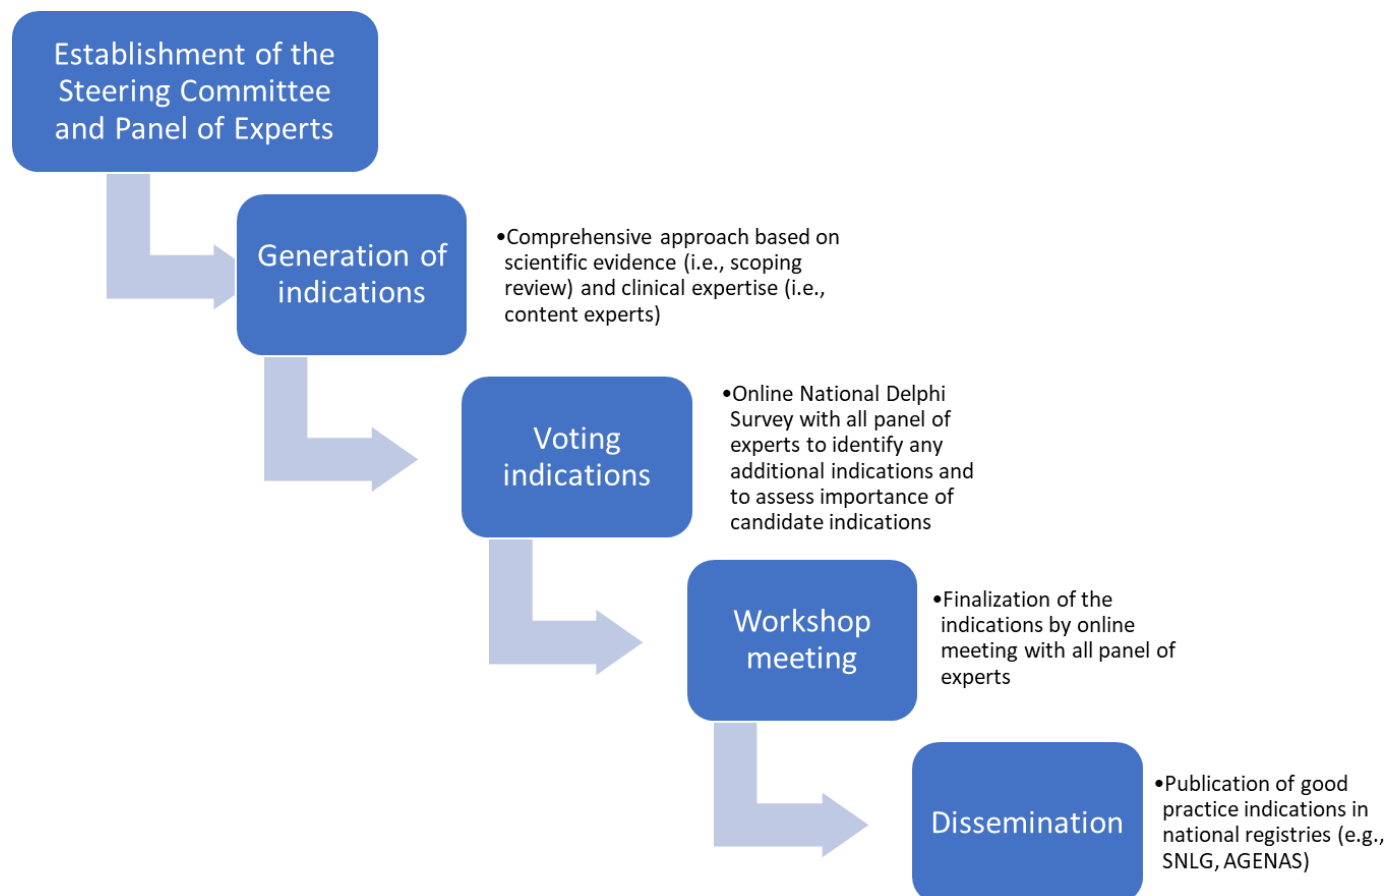 Establishment of the
Steering Committee
and Panel of Experts
Generation of
indications
•Comprehensive approach based on
scientific evidence (i.e., scoping
review) and clinical expertise (i.e.,
content experts)
Voting
indications
•Online National Delphi
Survey with all panel of
experts to identify any
additional indications and
to assess importance of
candidate indications
Workshop
meeting
•Finalization of the
indications by online
meeting with all panel of
experts
Dissemination
•Publication of good
practice indications in
national registries (e.g.,
SNLG, AGENAS)